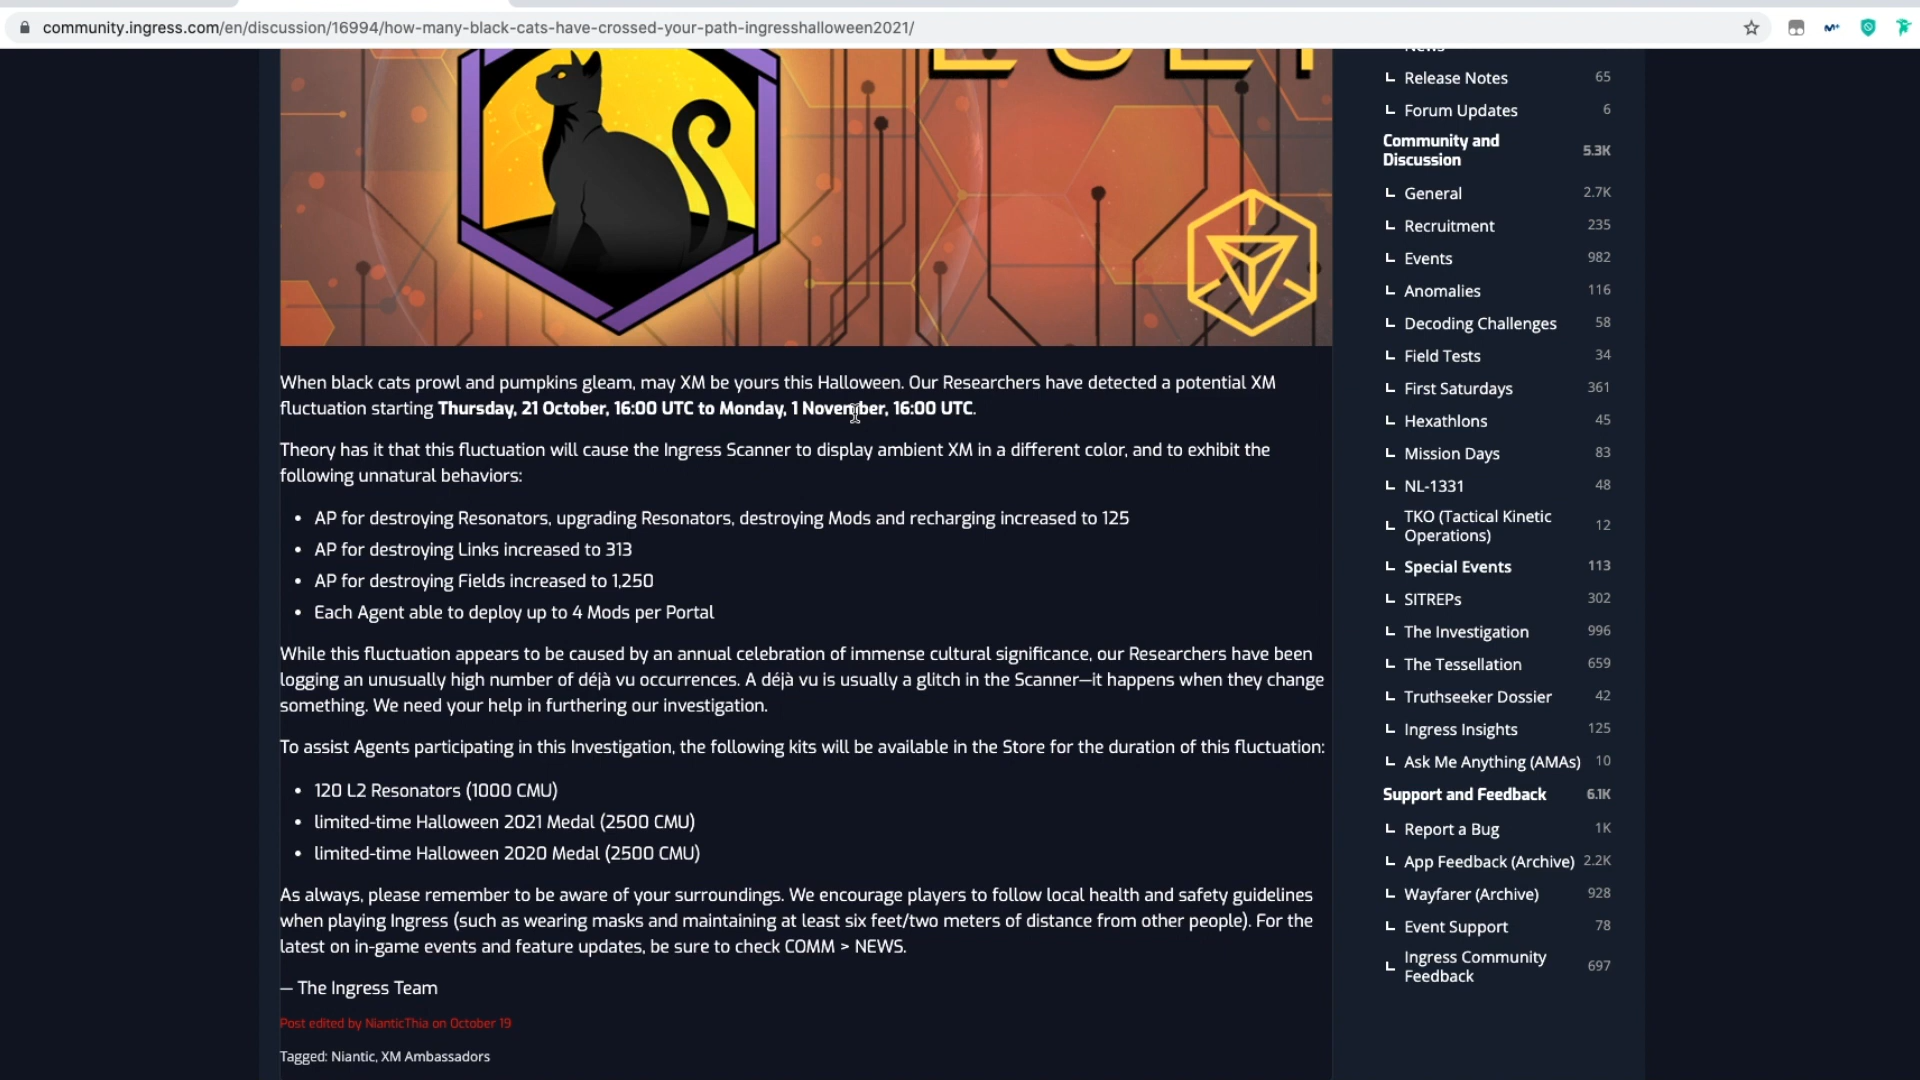 community.ingress.com/en/discussion/16994/how-many-black-cats-have-crossed-your-path-ingresshalloween2021/
When black cats prowl and pumpkins gleam, may XM be yours this Halloween. Our Researchers have detected a potential XM
fluctuation starting Thursday, 21 October, 16:00 UTC to Monday, 1 November, 16:00 UTC.
Theory has it that this fluctuation will cause the Ingress Scanner to display ambient XM in a different color, and to exhibit the
following unnatural behaviors:
• AP for destroying Resonators, upgrading Resonators, destroying Mods and recharging increased to 125
• AP for destroying Links increased to 313
• AP for destroying Fields increased to 1,250
• Each Agent able to deploy up to 4 Mods per Portal
While this fluctuation appears to be caused by an annual celebration of immense cultural significance, our Researchers have been
logging an unusually high number of déjà vu occurrences. A déjà vu is usually a glitch in the Scanner—it happens when they change
something. We need your help in furthering our investigation.
To assist Agents participating in this Investigation, the following kits will be available in the Store for the duration of this fluctuation:
• 120 L2 Resonators (1000 CMU)
• limited-time Halloween 2021 Medal (2500 CMU)
• limited-time Halloween 2020 Medal (2500 CMU)
As always, please remember to be aware of your surroundings. We encourage players to follow local health and safety guidelines
when playing Ingress (such as wearing masks and maintaining at least six feet/two meters of distance from other people). For the
latest on in-game events and feature updates, be sure to check COMM > NEWS.
— The Ingress Team
Post edited by NianticThia on October 19
Tagged: Niantic, XM Ambassadors
News
Release Notes 65
Forum Updates 6
Community and
Discussion 5.3K
General 2.7K
Recruitment 235
Events 982
Anomalies 116
Decoding Challenges 58
Field Tests 34
First Saturdays 361
Hexathlons 45
Mission Days 83
NL-1331 48
TKO (Tactical Kinetic
Operations) 12
Special Events 113
SITREPs 302
The Investigation 996
The Tessellation 659
Truthseeker Dossier 42
Ingress Insights 125
Ask Me Anything (AMAs) 10
Support and Feedback 6.1K
Report a Bug 1K
App Feedback (Archive) 2.2K
Wayfarer (Archive) 928
Event Support 78
Ingress Community
Feedback 697